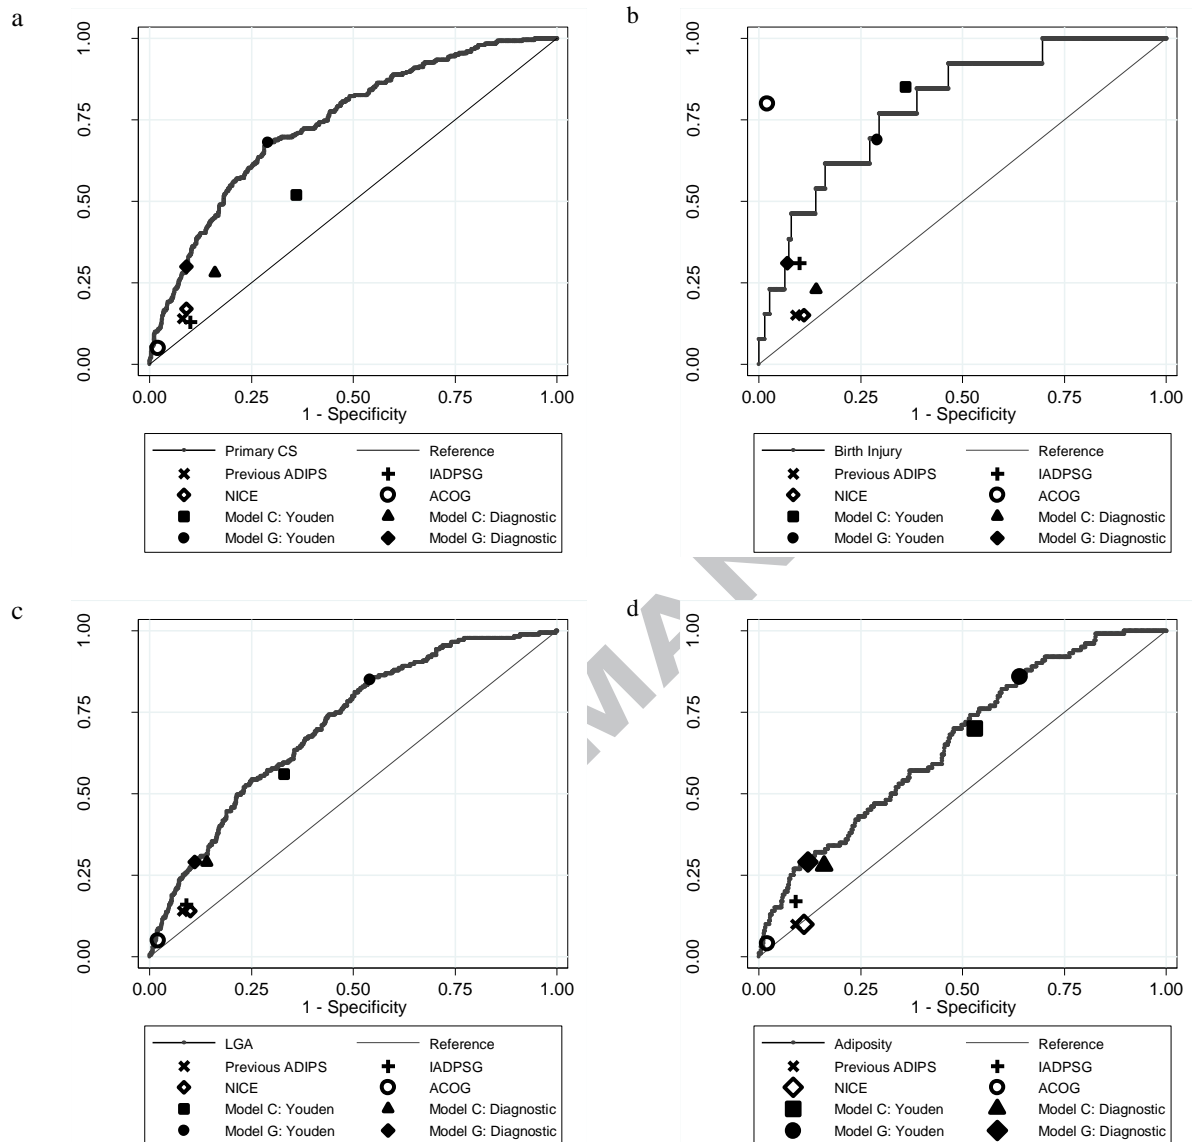 a
1.00
0.75
0.50
0.25
0.00
0.00 0.25 0.50 0.75 1.00
1 - Specificity
Primary CS Reference
Previous ADIPS IADPSG
NICE ACOG
Model C: Youden Model C: Diagnostic
Model G: Youden Model G: Diagnostic
b
1.00
0.75
0.50
0.25
0.00
0.00 0.25 0.50 0.75 1.00
1 - Specificity
Birth Injury Reference
Previous ADIPS IADPSG
NICE ACOG
Model C: Youden Model C: Diagnostic
Model G: Youden Model G: Diagnostic
c
1.00
0.75
0.50
0.25
0.00
0.00 0.25 0.50 0.75 1.00
1 - Specificity
LGA Reference
Previous ADIPS IADPSG
NICE ACOG
Model C: Youden Model C: Diagnostic
Model G: Youden Model G: Diagnostic
d
1.00
0.75
0.50
0.25
0.00
0.00 0.25 0.50 0.75 1.00
1 - Specificity
Adiposity Reference
Previous ADIPS IADPSG
NICE ACOG
Model C: Youden Model C: Diagnostic
Model G: Youden Model G: Diagnostic